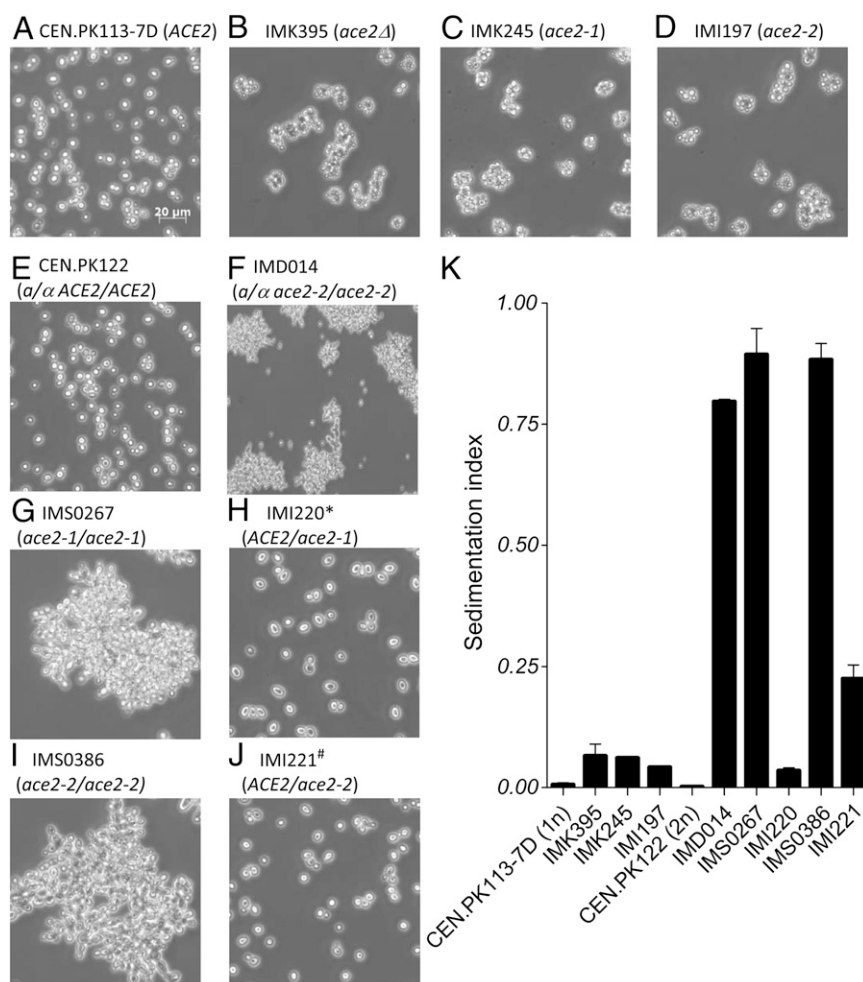 A CEN.PK113-7D (ACE2)
B IMK395 (ace2Δ)
C IMK245 (ace2-1)
D IMI197 (ace2-2)
20 µm
E CEN.PK122
(a/α ACE2/ACE2)
F IMD014
(a/α ace2-2/ace2-2)
G IMS0267
(ace2-1/ace2-1)
H IMI220*
(ACE2/ace2-1)
I IMS0386
(ace2-2/ace2-2)
J IMI221#
(ACE2/ace2-2)
K
Sedimentation index
1.00
0.75
0.50
0.25
0.00
CEN.PK113-7D (1n)
IMK395
IMK245
IMI197
CEN.PK122 (2n)
IMD014
IMS0267
IMI220
IMS0386
IMI221